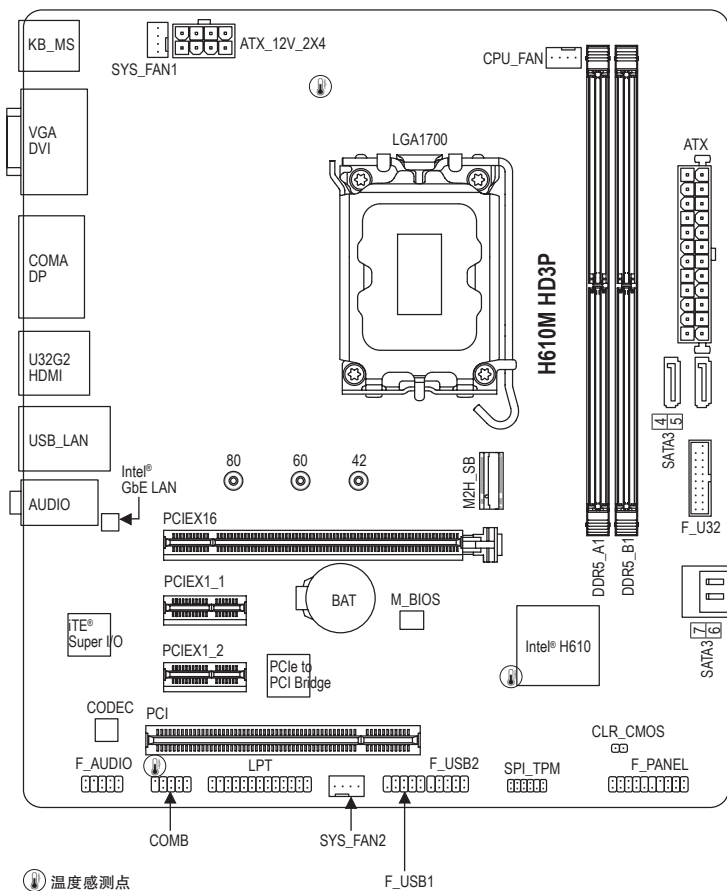 KB_MS
SYS_FAN1
ATX_12V_2X4
CPU_FAN
VGA
DVI
LGA1700
ATX
COMA
DP
H610M HD3P
U32G2
HDMI
USB_LAN
Intel®
GbE LAN
80
60
42
M2H_SB
4
5
SATA3
F_U32
AUDIO
PCIEX16
DDR5_A1
DDR5_B1
PCIEX1_1
BAT
M_BIOS
iTE®
Super I/O
Intel® H610
7
6
SATA3
PCIEX1_2
PCIe to
PCI Bridge
CODEC
PCI
CLR_CMOS
F_AUDIO
LPT
F_USB2
SPI_TPM
F_PANEL
COMB
SYS_FAN2
F_USB1
温度感测点